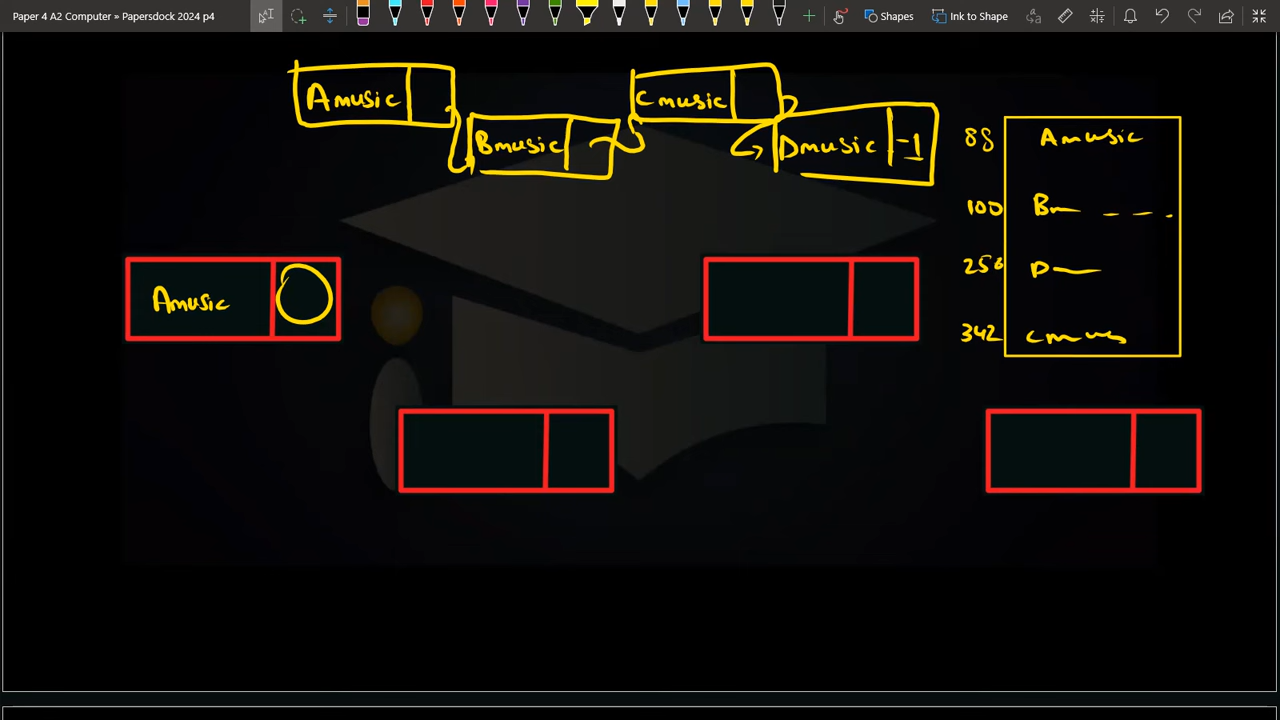 Paper 4 A2 Computer » Papersdock 2024 p4
Shapes
Ink to Shape
Amusic
Bmusic
Cmusic
Dmusic -1
88 Amusic
100 B
256 D
342
Amusic